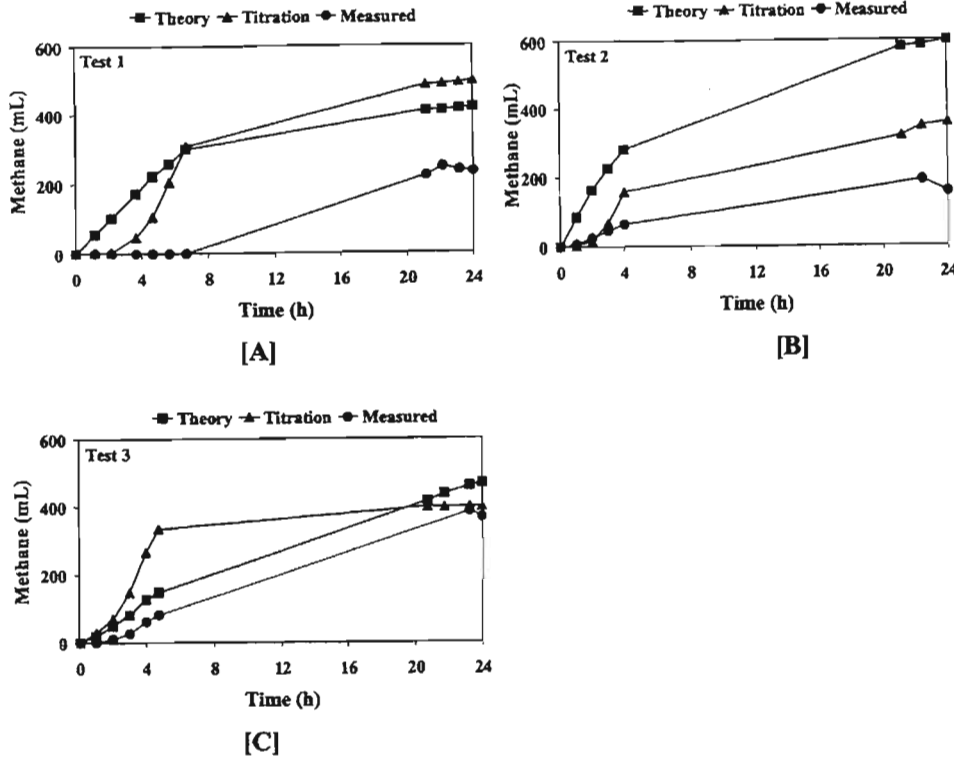 Theory Titration Measured
Test 1
Methane (mL)
600
400
200
0
0 4 8 12 16 20 24
Time (h)
[A]
Theory Titration Measured
Test 2
Methane (mL)
600
400
200
0
0 4 8 12 16 20 24
Time (h)
[B]
Theory Titration Measured
Test 3
Methane (mL)
600
400
200
0
0 4 8 12 16 20 24
Time (h)
[C]